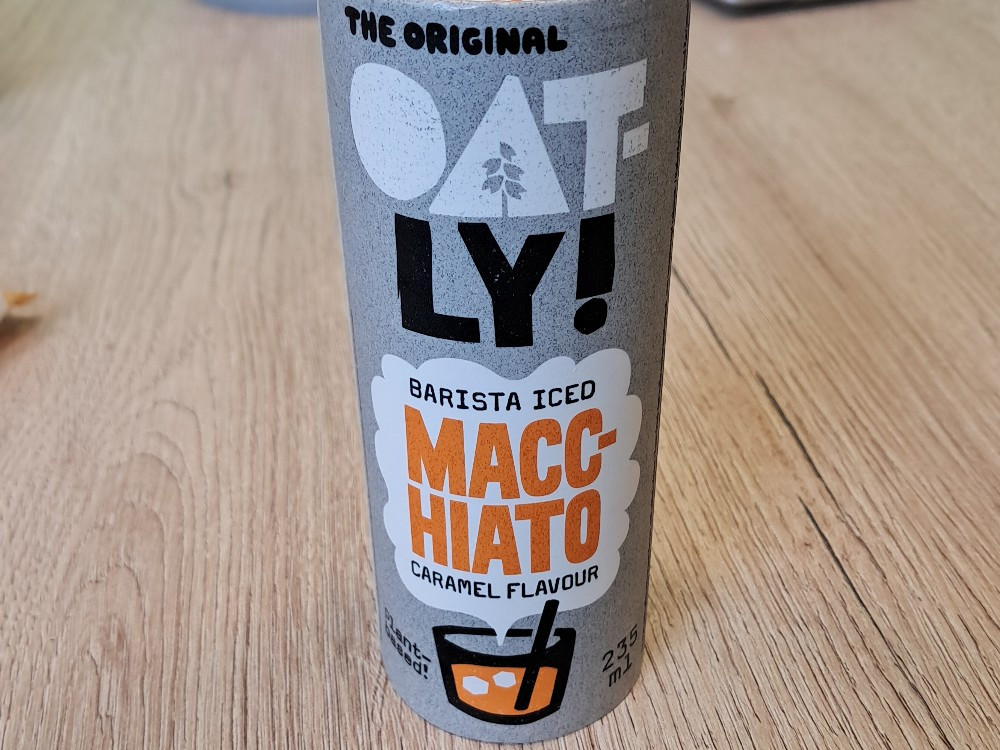 THE ORIGINAL
OAT-
LY!
BARISTA ICED
MACC-
HIATO
CARAMEL FLAVOUR
Plant-
based!
235
ml